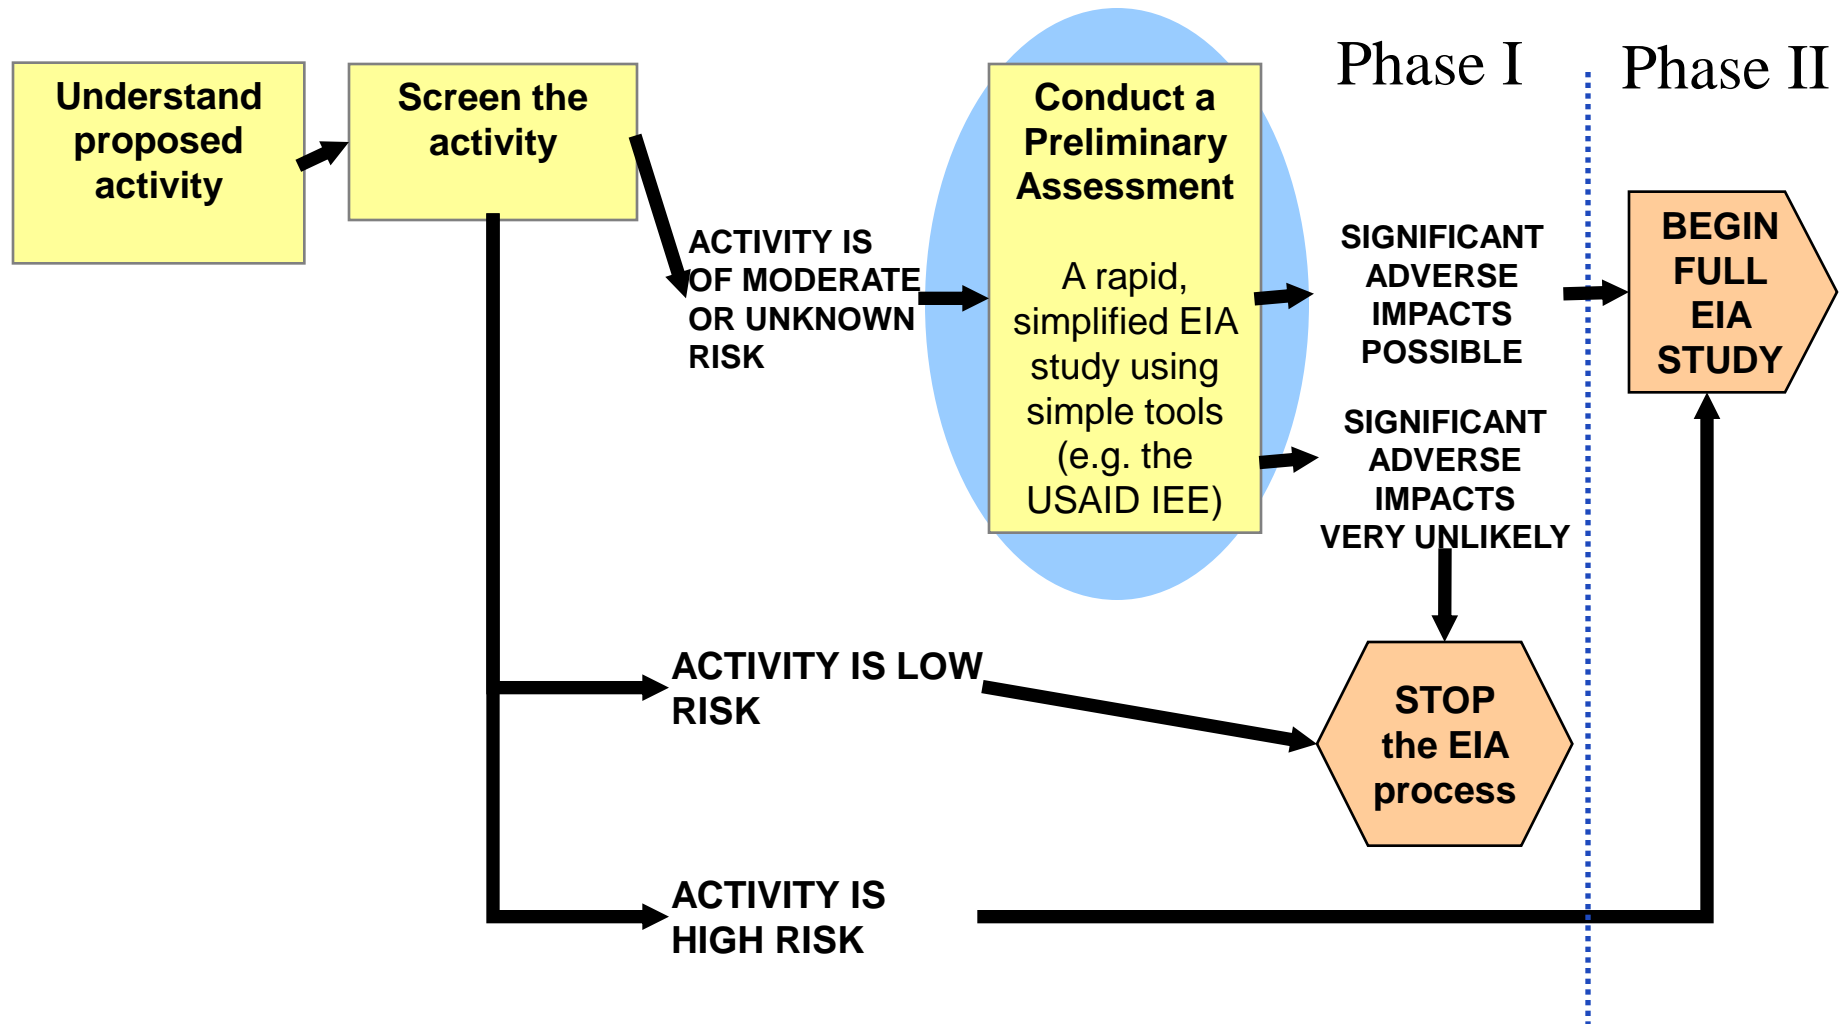 Phase I
Phase II
Understand
proposed
activity
Screen the
activity
Conduct a
Preliminary
Assessment
A rapid,
simplified EIA
study using
simple tools
(e.g. the
USAID IEE)
ACTIVITY IS
OF MODERATE
OR UNKNOWN
RISK
SIGNIFICANT
ADVERSE
IMPACTS
POSSIBLE
BEGIN
FULL
EIA
STUDY
SIGNIFICANT
ADVERSE
IMPACTS
VERY UNLIKELY
ACTIVITY IS LOW
RISK
STOP
the EIA
process
ACTIVITY IS
HIGH RISK